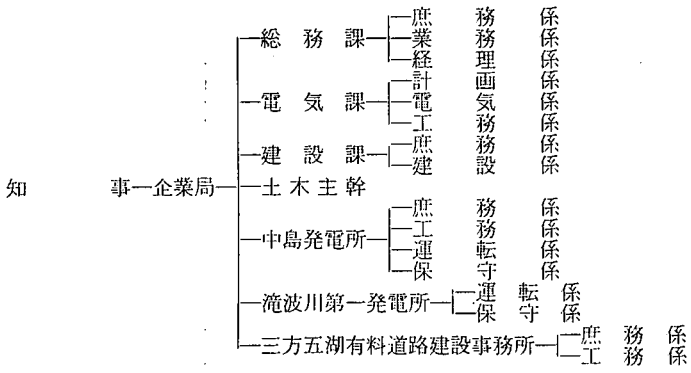 庶務係
総務課 業務係
経理係
計画係
電気課 電気係
工務係
庶務係
建設課
建設係
知事 企業局 土木主幹
庶務係
工務係
中島発電所
運転係
保守係
運転係
滝波川第一発電所
保守係
庶務係
三方五湖有料道路建設事務所
工務係